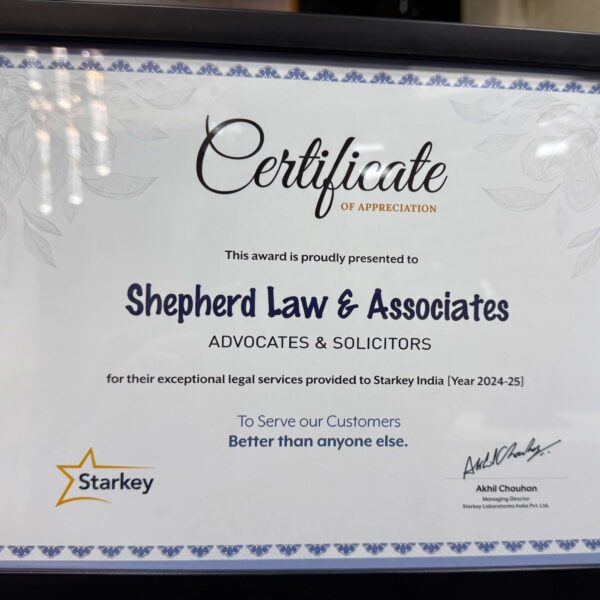 Certificate
OF APPRECIATION
This award is proudly presented to
Shepherd Law & Associates
ADVOCATES & SOLICITORS
for their exceptional legal services provided to Starkey India [Year 2024-25]
To Serve our Customers
Better than anyone else.
Starkey
Akhil Chauhan
Akhil Chauhan
Managing Director
Starkey Laboratories India Pvt. Ltd.